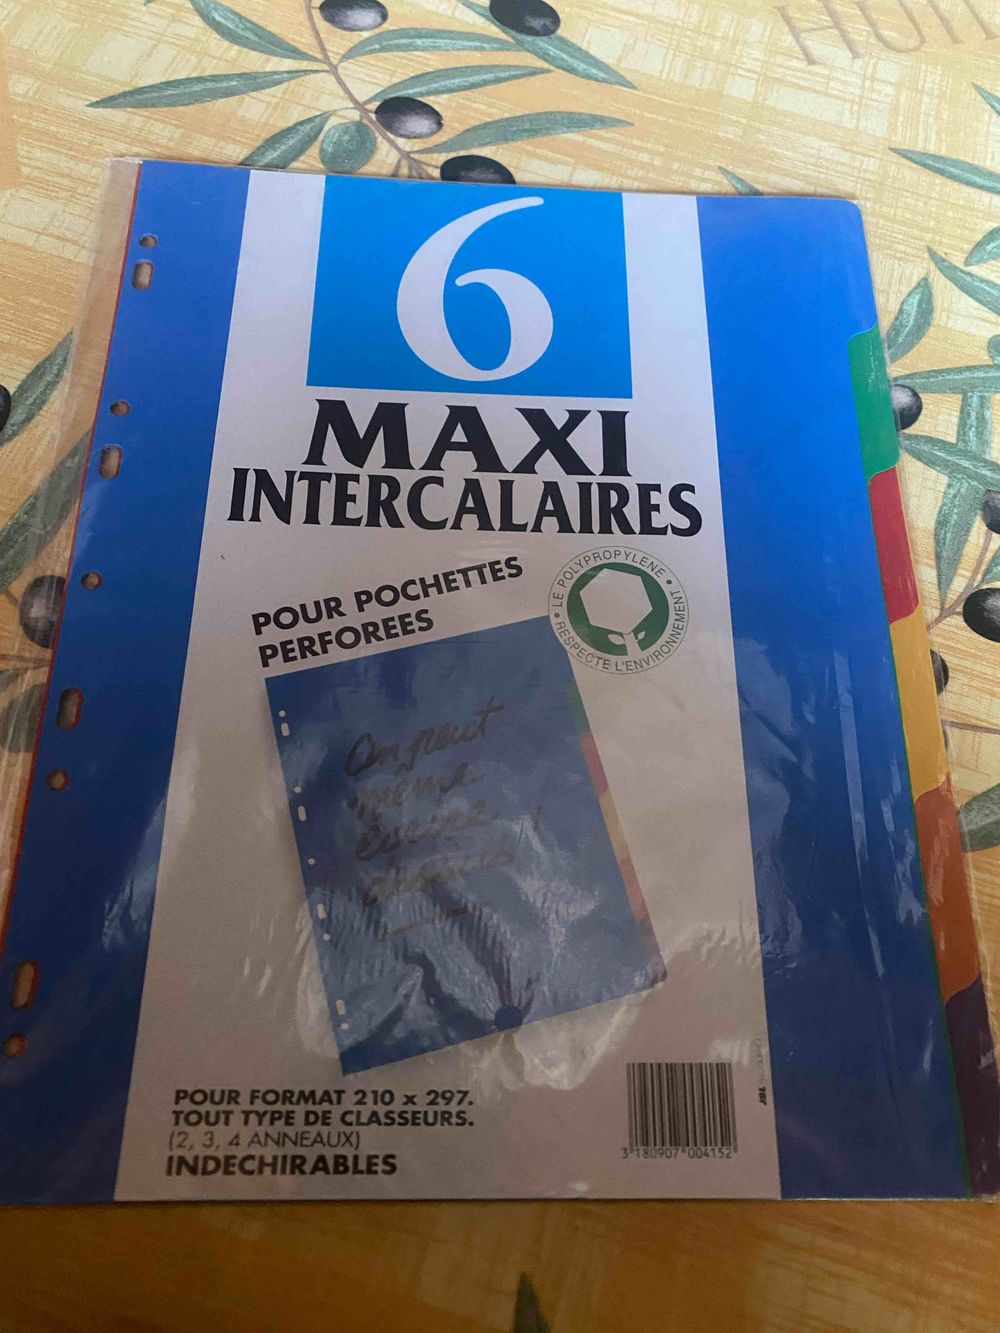 HUI
6
MAXI
INTERCALAIRES
POUR POCHETTES
PERFOREES
• LE POLYPROPYLENE •
RESPECTE L'ENVIRONNEMENT
On peut
même
écrire
dessus !
POUR FORMAT 210 x 297.
TOUT TYPE DE CLASSEURS.
(2, 3, 4 ANNEAUX)
INDECHIRABLES
3 180907 004152